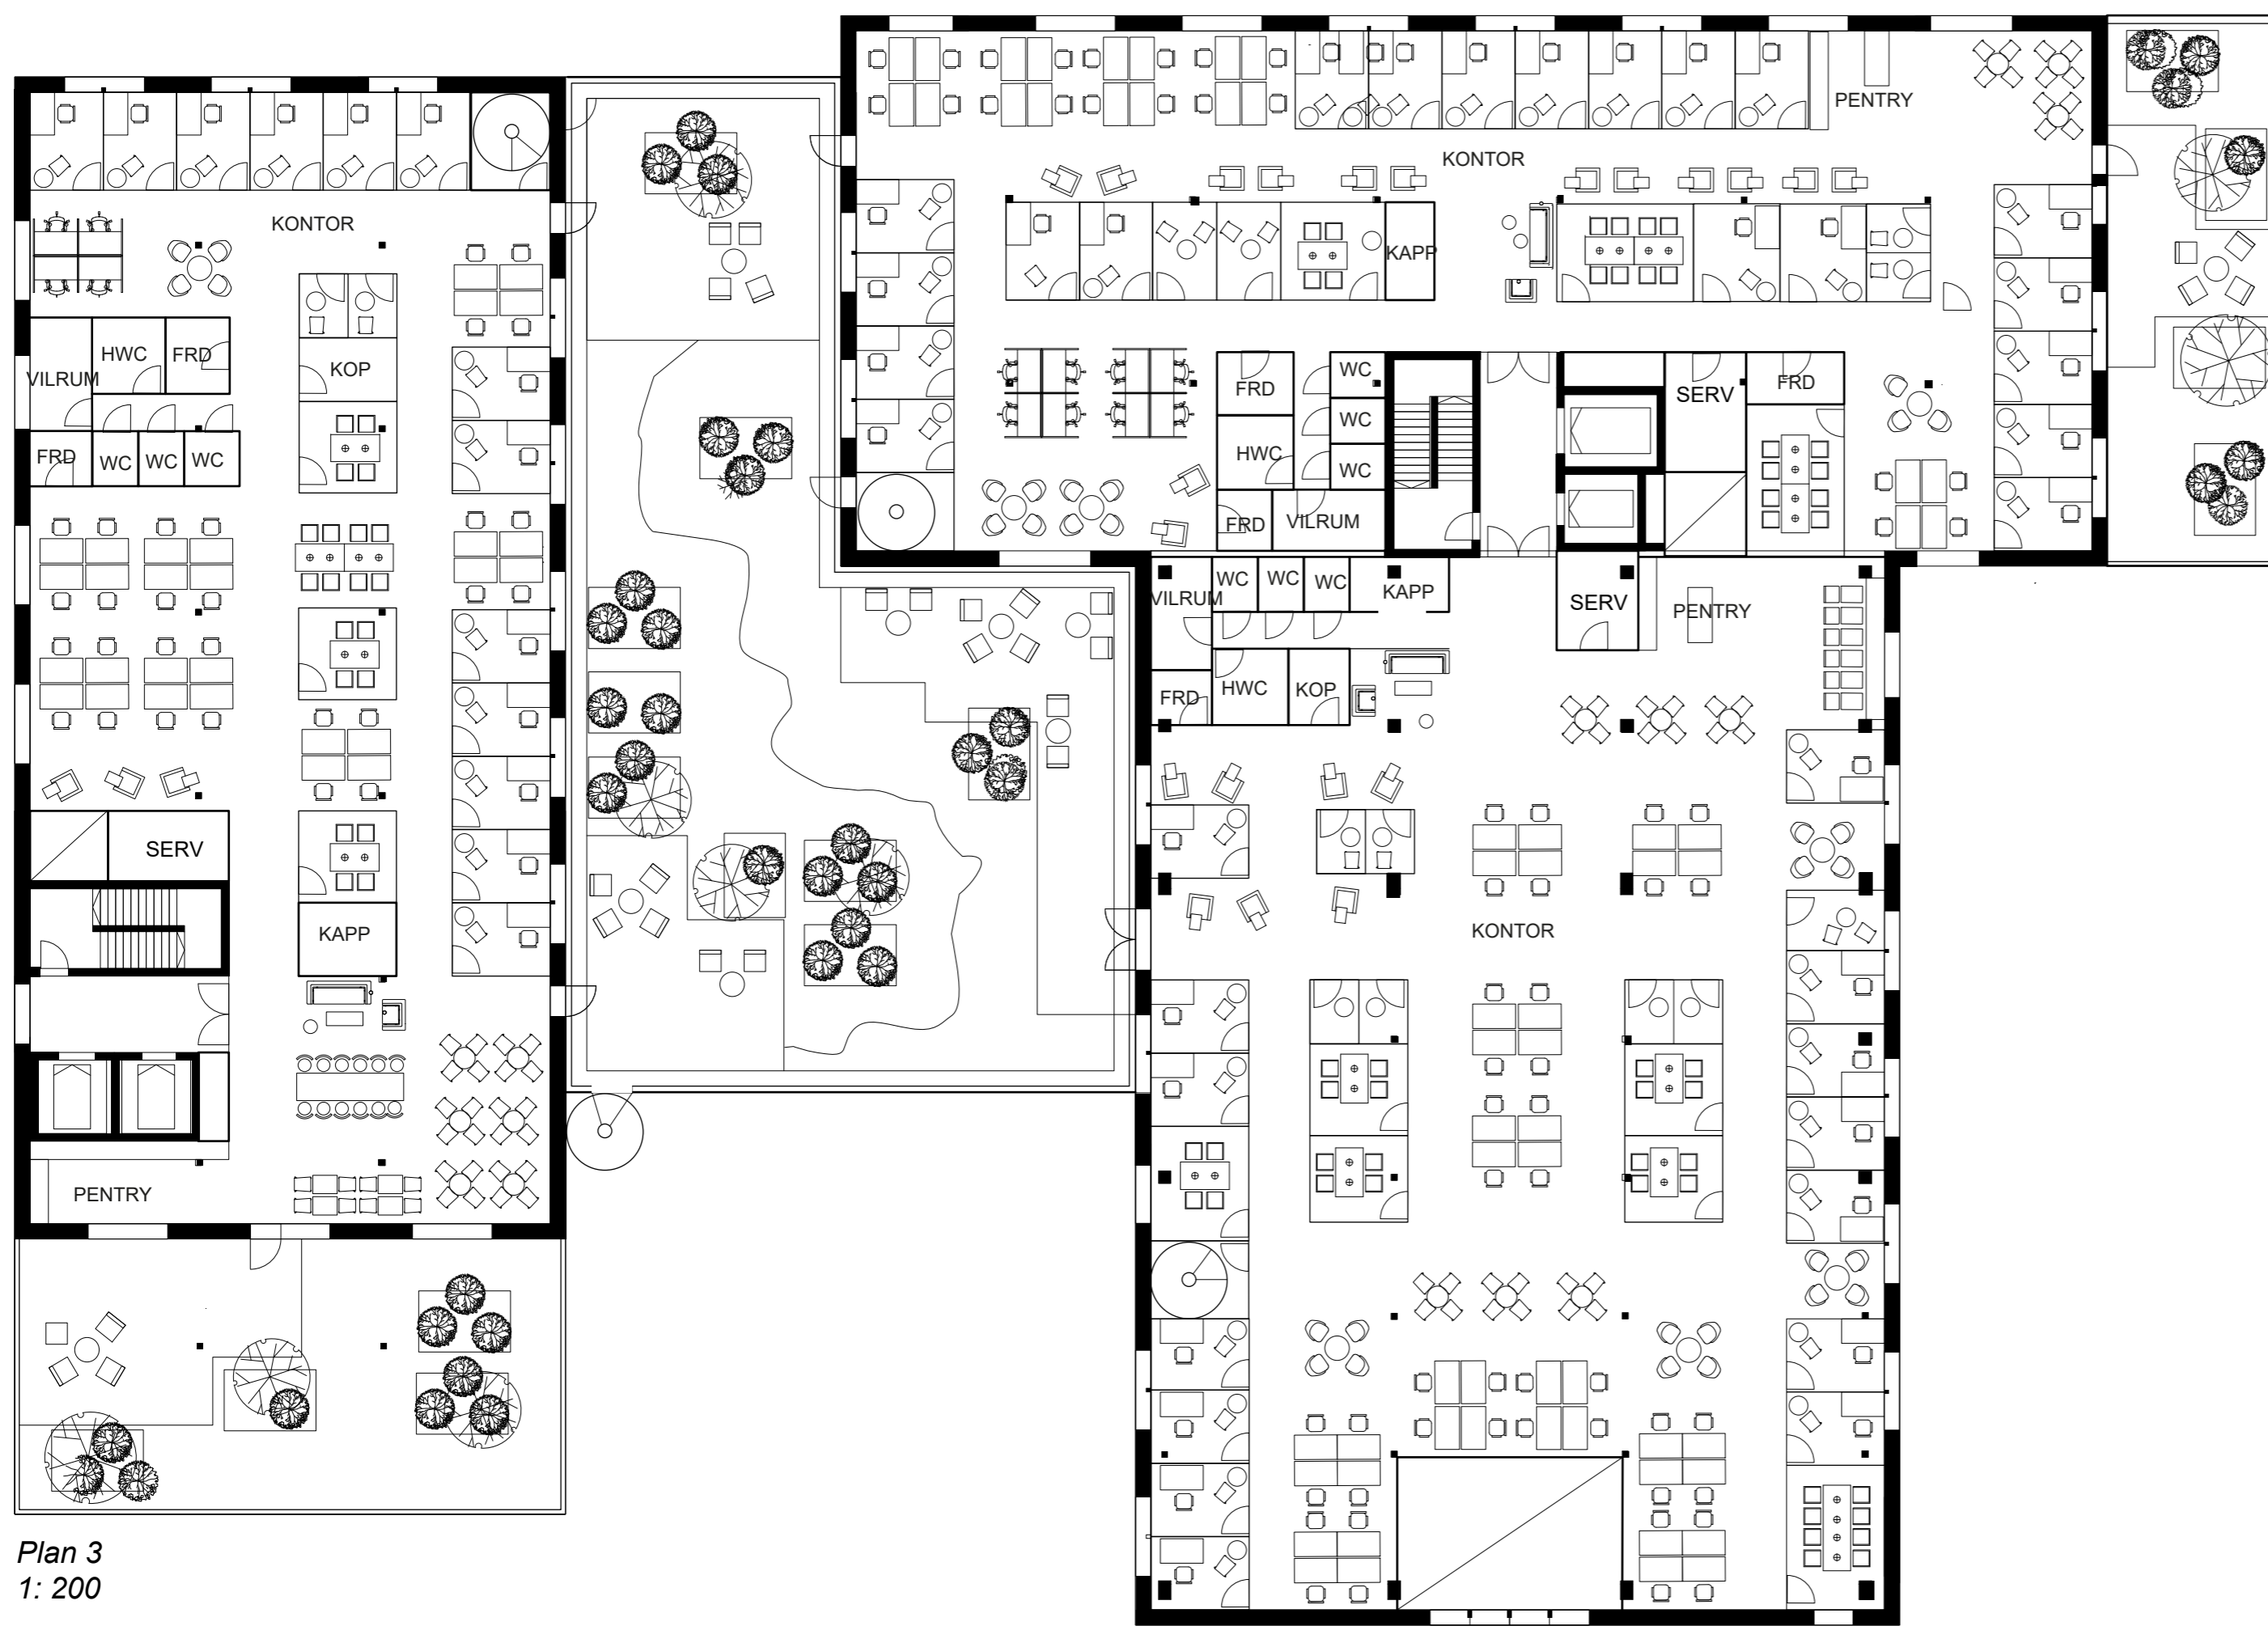 KONTOR
VILRUM
HWC
FRD
KOP
FRD
WC
WC
WC
SERV
KAPP
PENTRY
PENTRY
KONTOR
KAPP
FRD
WC
SERV
FRD
WC
HWC
WC
FRD
VILRUM
VILRUM
WC
WC
WC
KAPP
SERV
PENTRY
FRD
HWC
KOP
KONTOR
Plan 3
1: 200